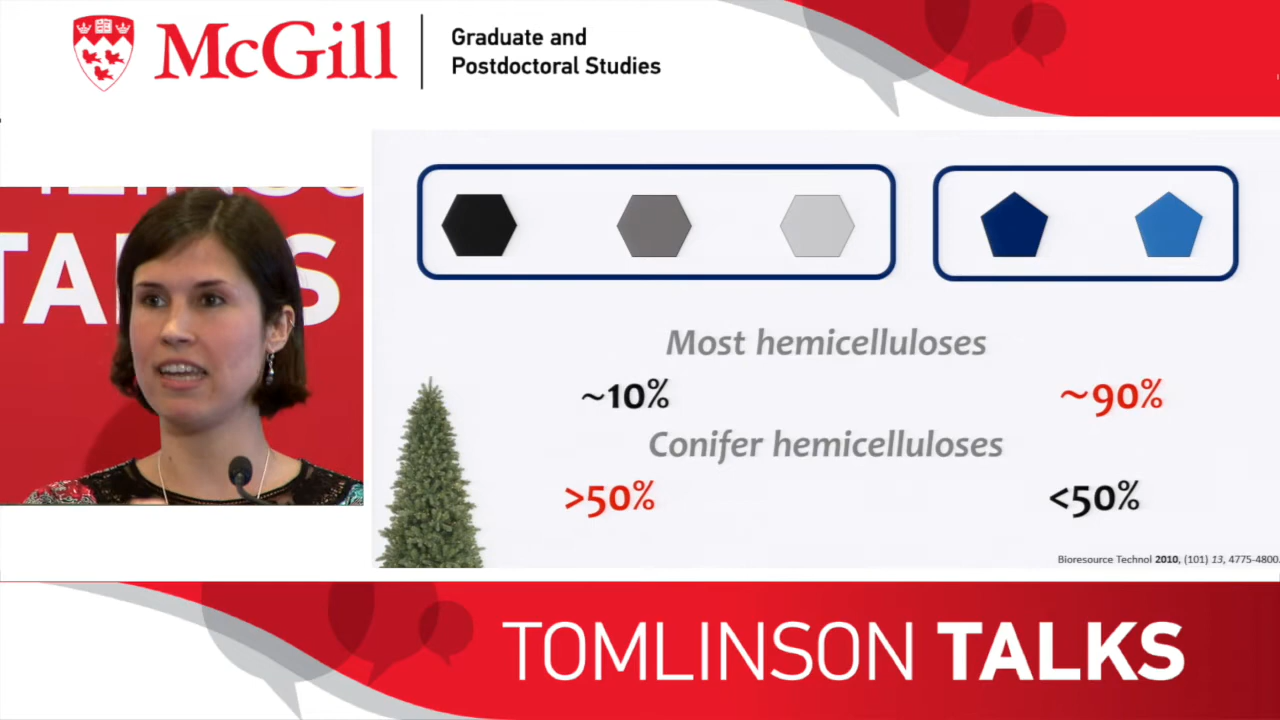 McGill
Graduate and
Postdoctoral Studies
TA S
Most hemicelluloses
~10% ~90%
Conifer hemicelluloses
>50% <50%
Bioresource Technol 2010, (101) 13, 4775-4800.
TOMLINSON TALKS